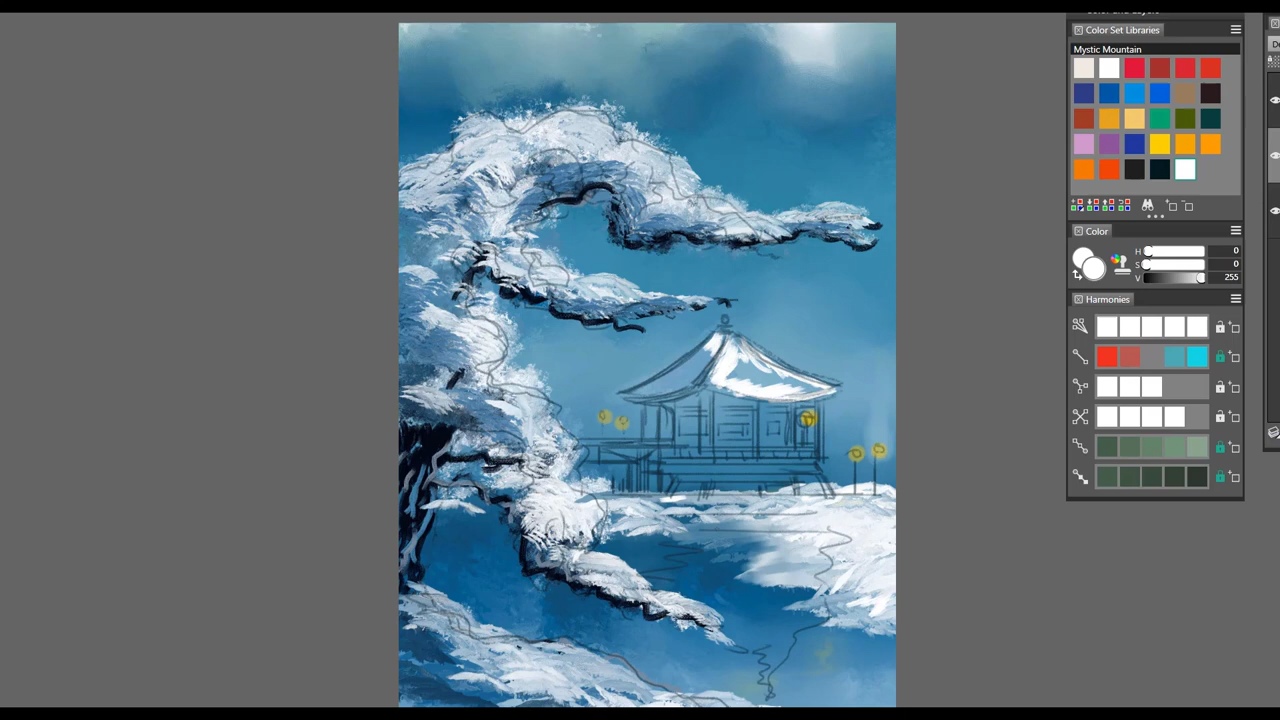 Color Set Libraries
Mystic Mountain
Color
H 0
S 0
V 255
Harmonies